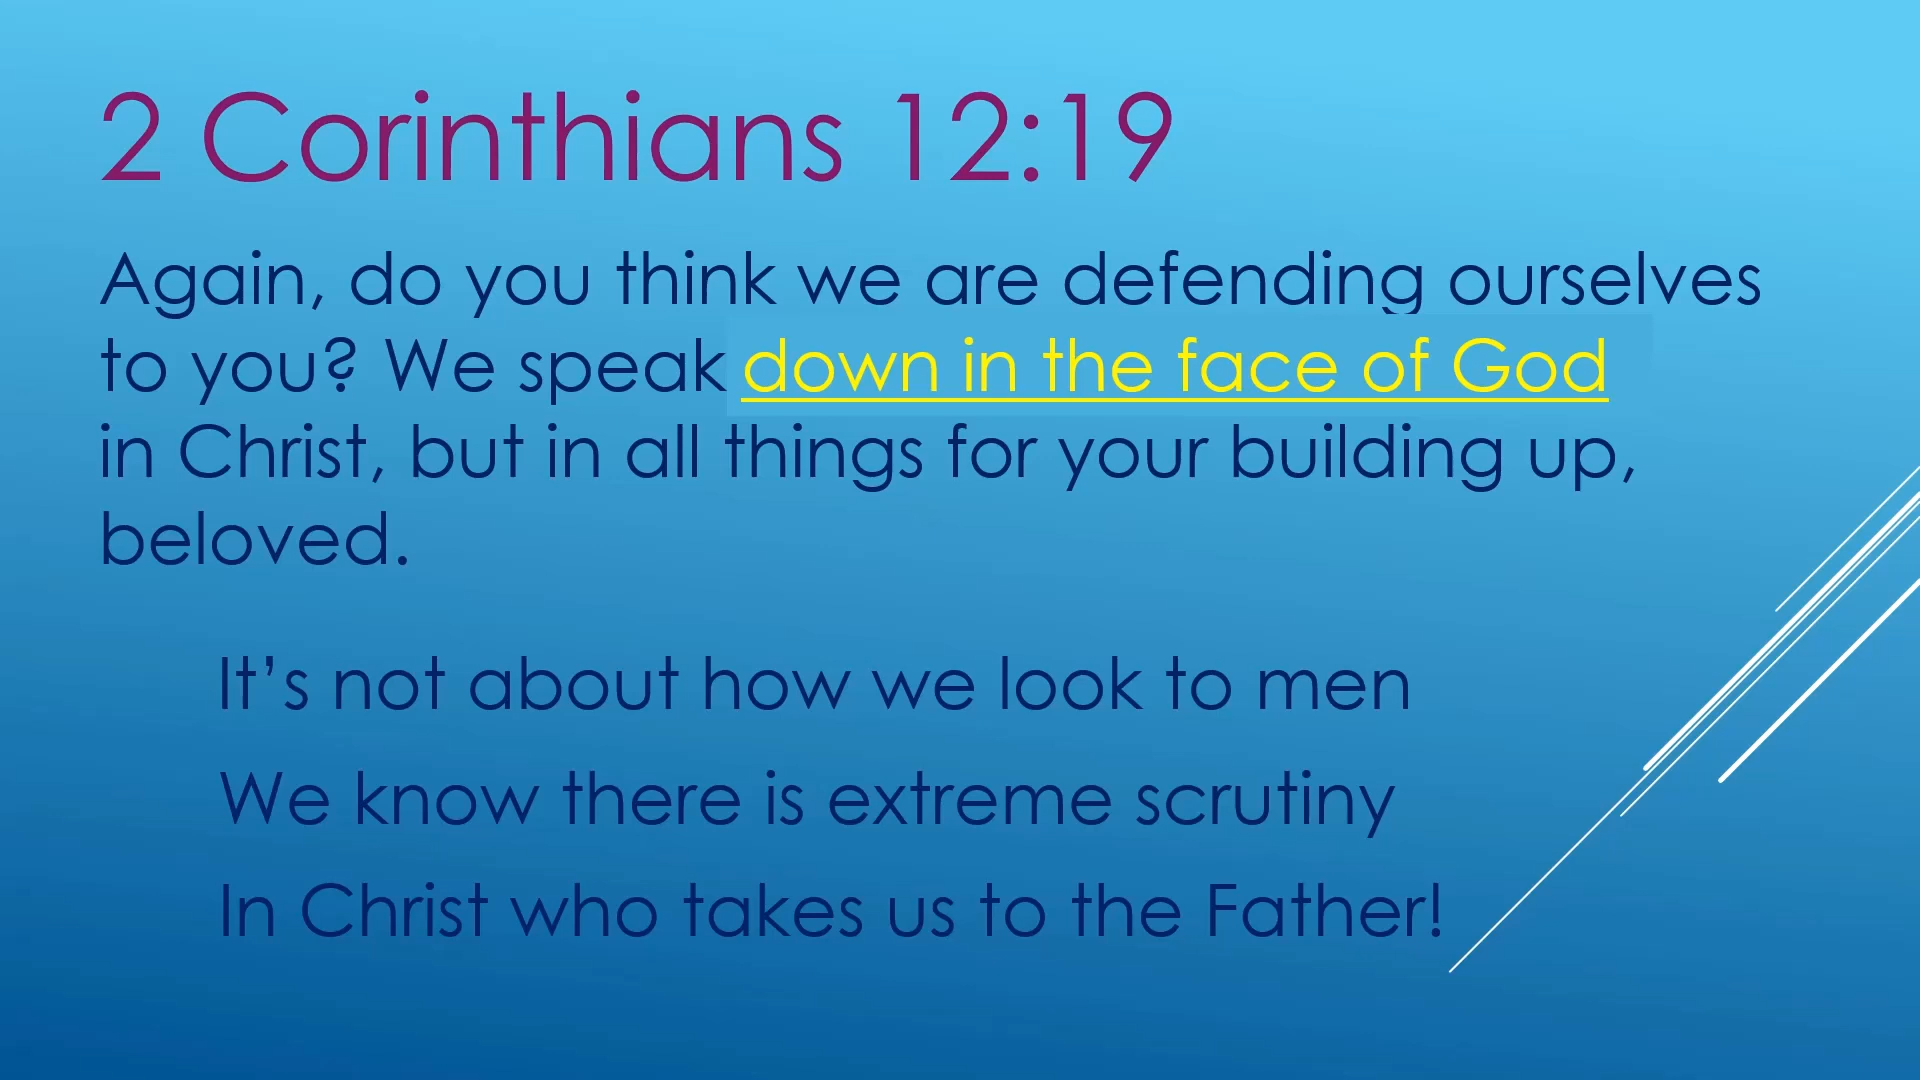 2 Corinthians 12:19
Again, do you think we are defending ourselves
to you? We speak down in the face of God
in Christ, but in all things for your building up,
beloved.
It’s not about how we look to men
We know there is extreme scrutiny
In Christ who takes us to the Father!